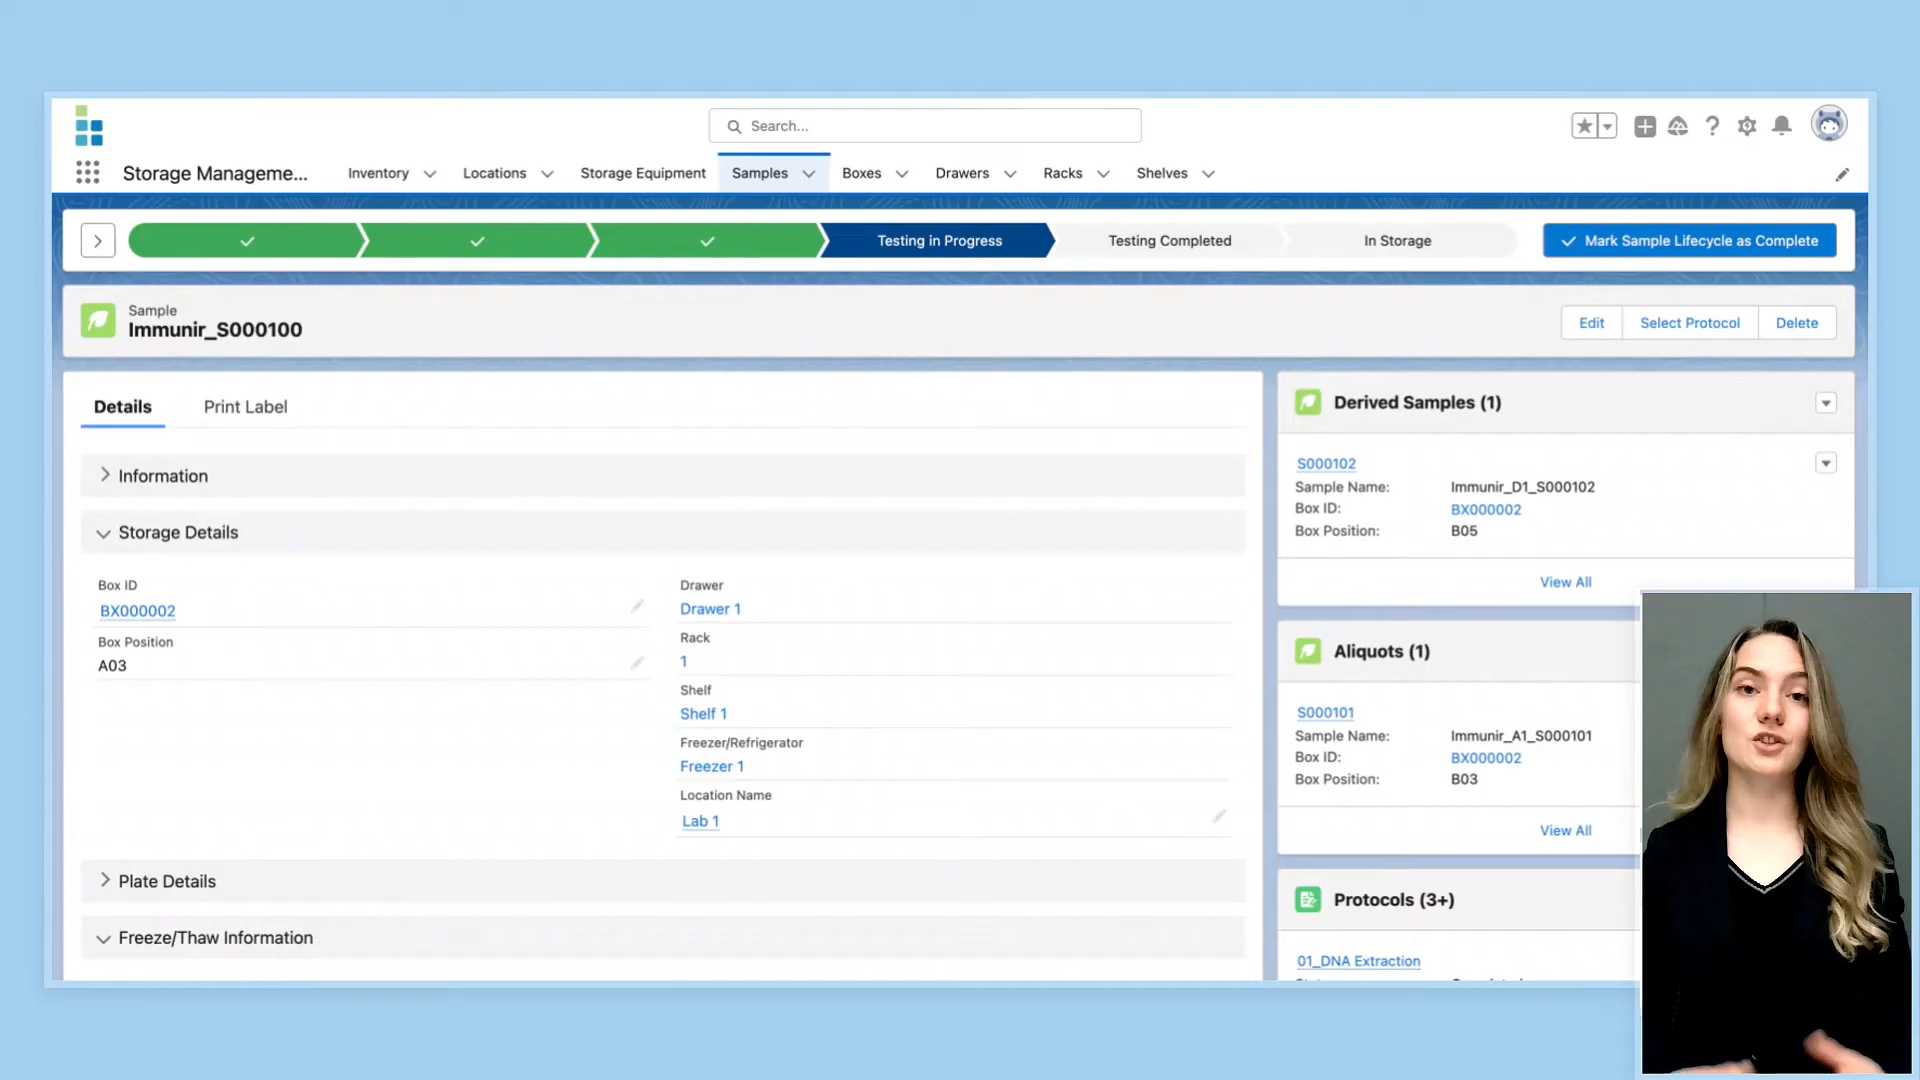 Search...
Storage Manageme...
Inventory
Locations
Storage Equipment
Samples
Boxes
Drawers
Racks
Shelves
Testing in Progress
Testing Completed
In Storage
Mark Sample Lifecycle as Complete
Sample
Immunir_S000100
Edit
Select Protocol
Delete
Details
Print Label
Information
Storage Details
Box ID
BX000002
Box Position
A03
Drawer
Drawer 1
Rack
1
Shelf
Shelf 1
Freezer/Refrigerator
Freezer 1
Location Name
Lab 1
Plate Details
Freeze/Thaw Information
Derived Samples (1)
S000102
Sample Name: Immunir_D1_S000102
Box ID: BX000002
Box Position: B05
View All
Aliquots (1)
S000101
Sample Name: Immunir_A1_S000101
Box ID: BX000002
Box Position: B03
View All
Protocols (3+)
01_DNA Extraction